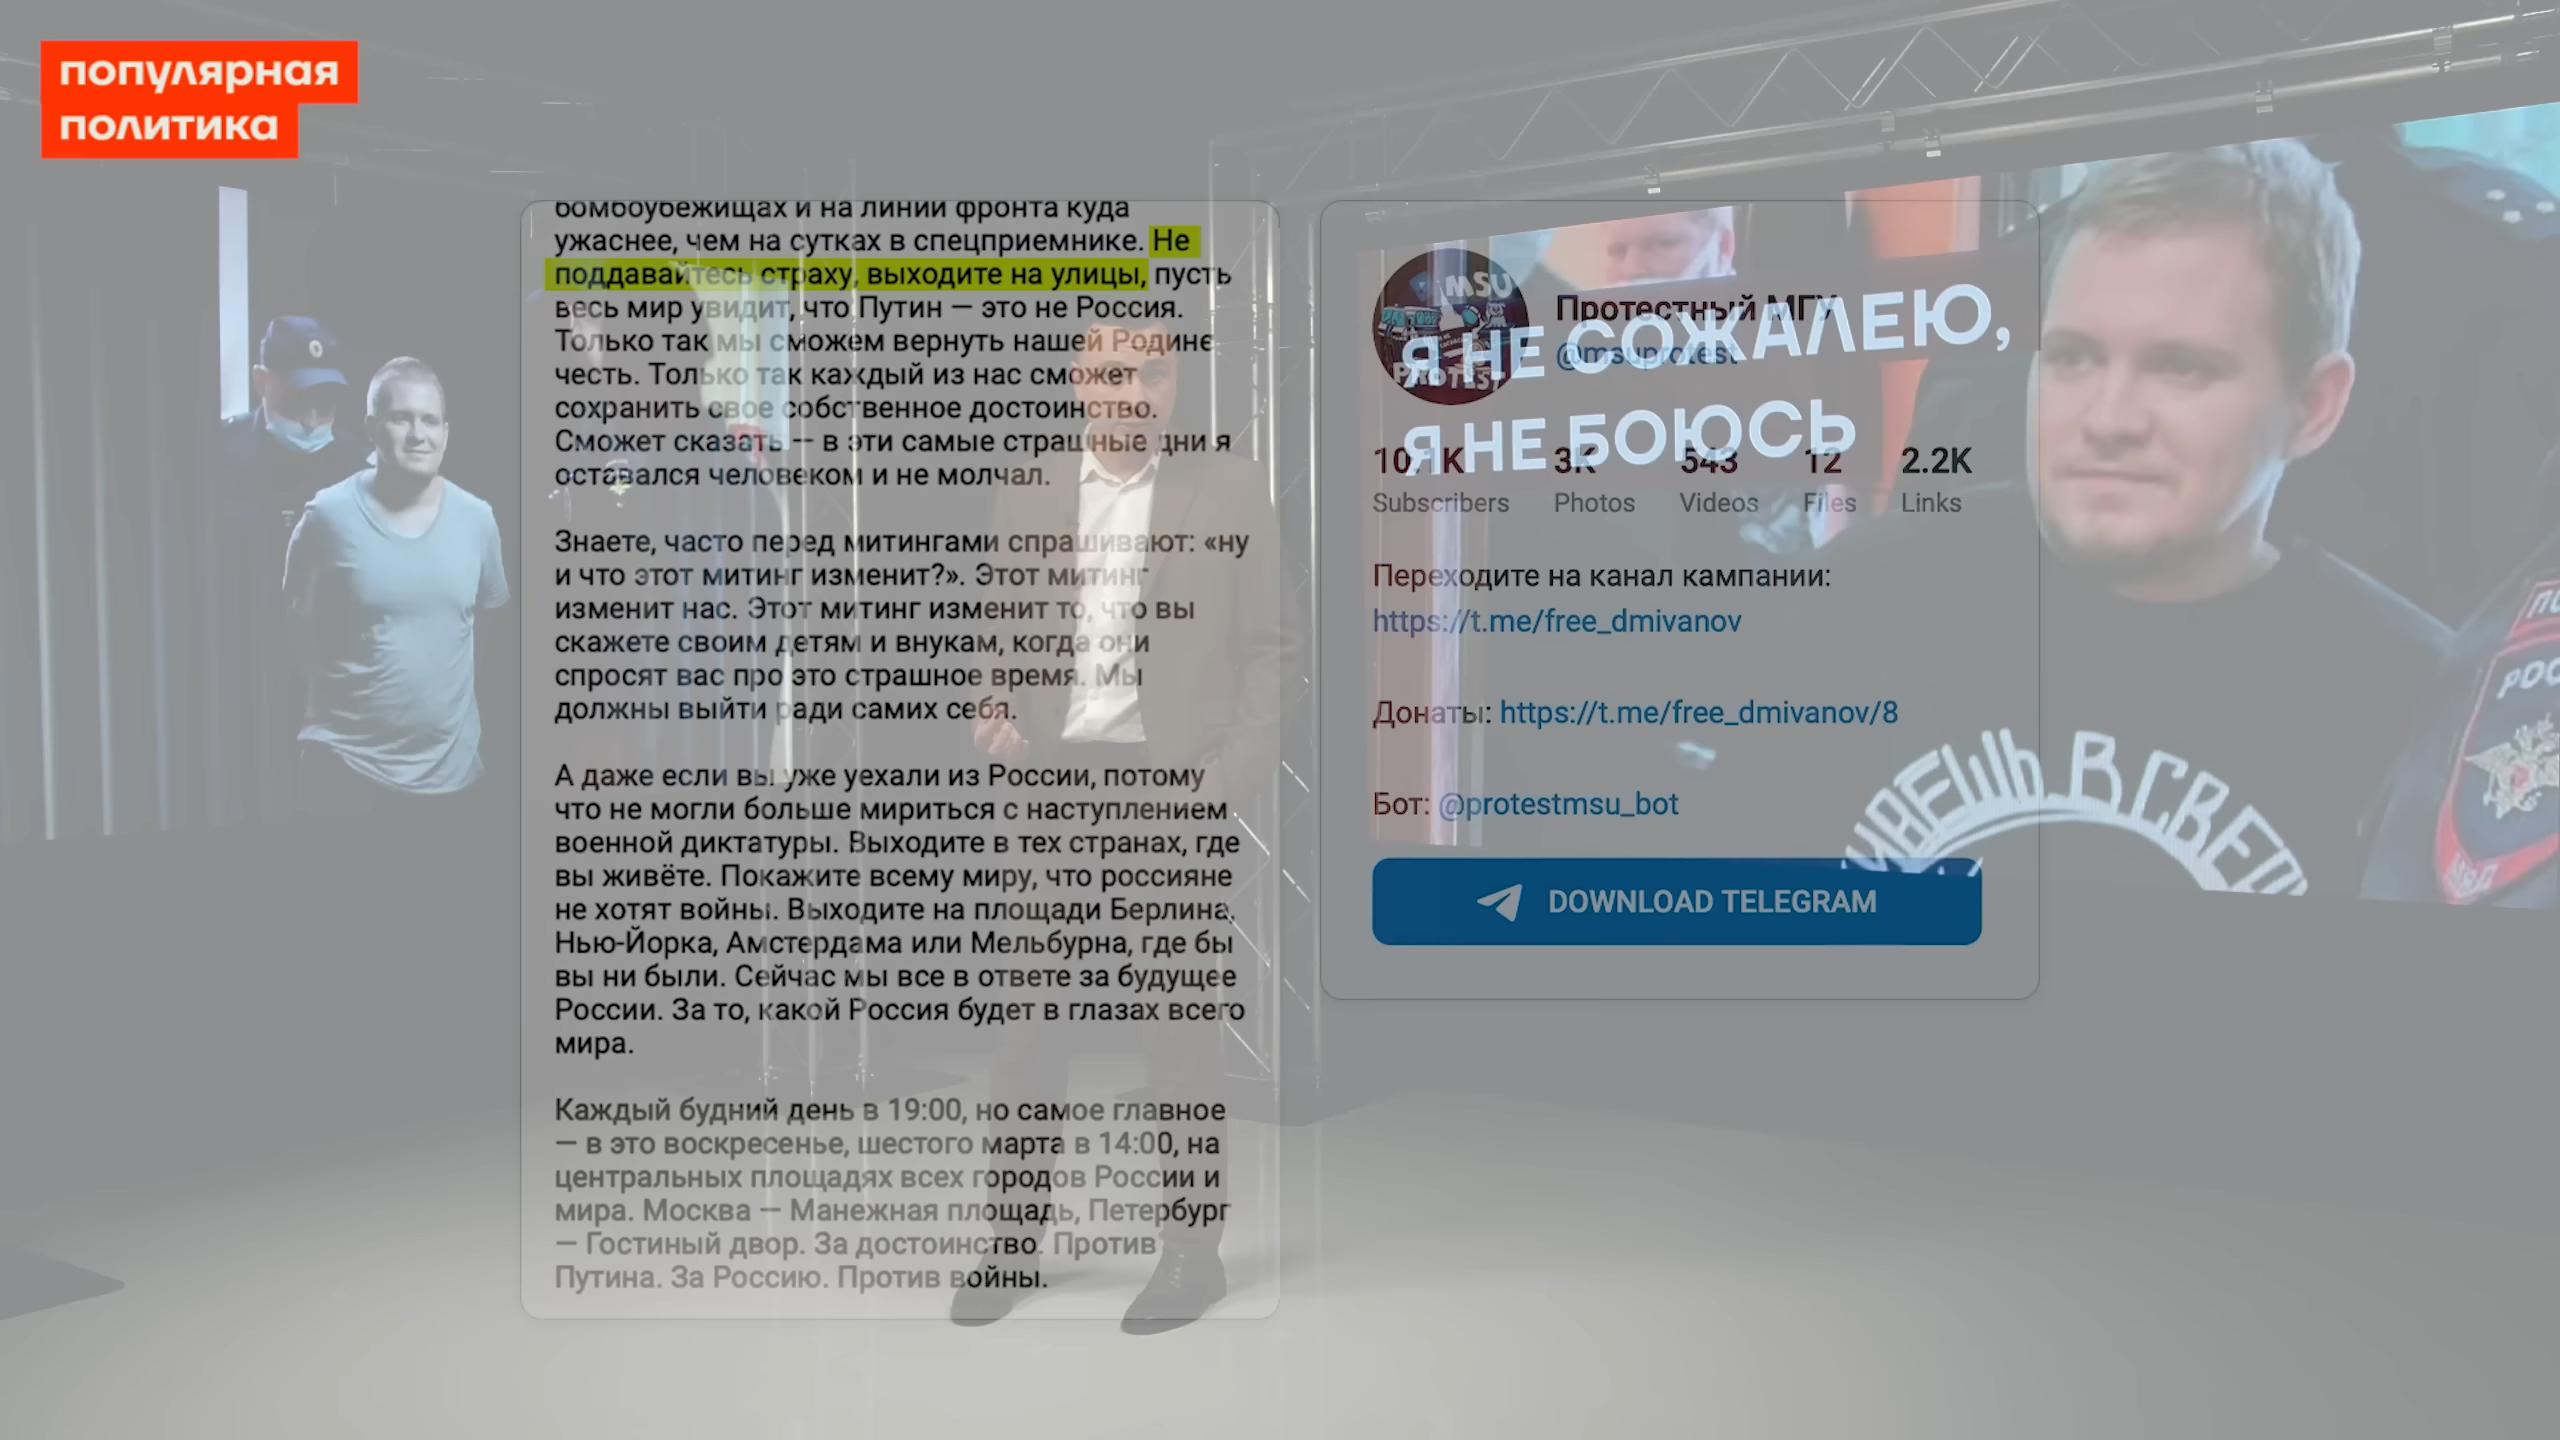 популярная
политика
бомбоубежищах и на линии фронта куда
ужаснее, чем на сутках в спецприемнике. Не
поддавайтесь страху, выходите на улицы, пусть
весь мир увидит, что Путин — это не Россия.
Только так мы сможем вернуть нашей Родине
честь. Только так каждый из нас сможет
сохранить свое собственное достоинство.
Сможет сказать — в эти самые страшные дни я
оставался человеком и не молчал.
Знаете, часто перед митингами спрашивают: «ну
и что этот митинг изменит?». Этот митинг
изменит нас. Этот митинг изменит то, что вы
скажете своим детям и внукам, когда они
спросят вас про это страшное время. Мы
должны выйти ради самих себя.
А даже если вы уже уехали из России, потому
что не могли больше мириться с наступлением
военной диктатуры. Выходите в тех странах, где
вы живёте. Покажите всему миру, что россияне
не хотят войны. Выходите на площади Берлина,
Нью-Йорка, Амстердама или Мельбурна, где бы
вы ни были. Сейчас мы все в ответе за будущее
России. За то, какой Россия будет в глазах всего
мира.
Каждый будний день в 19:00, но самое главное
— в это воскресенье, шестого марта в 14:00, на
центральных площадях всех городов России и
мира. Москва — Манежная площадь, Петербург
— Гостиный двор. За достоинство. Против
Путина. За Россию. Против войны.
MSU
PROTEST
Протестный МГУ
@msuprotest
Я НЕ СОЖАЛЕЮ,
Я НЕ БОЮСЬ
10.1K 3K 543 12 2.2K
Subscribers Photos Videos Files Links
Переходите на канал кампании:
https://t.me/free_dmivanov
Донаты: https://t.me/free_dmivanov/8
Бот: @protestmsu_bot
DOWNLOAD TELEGRAM
В
МВД